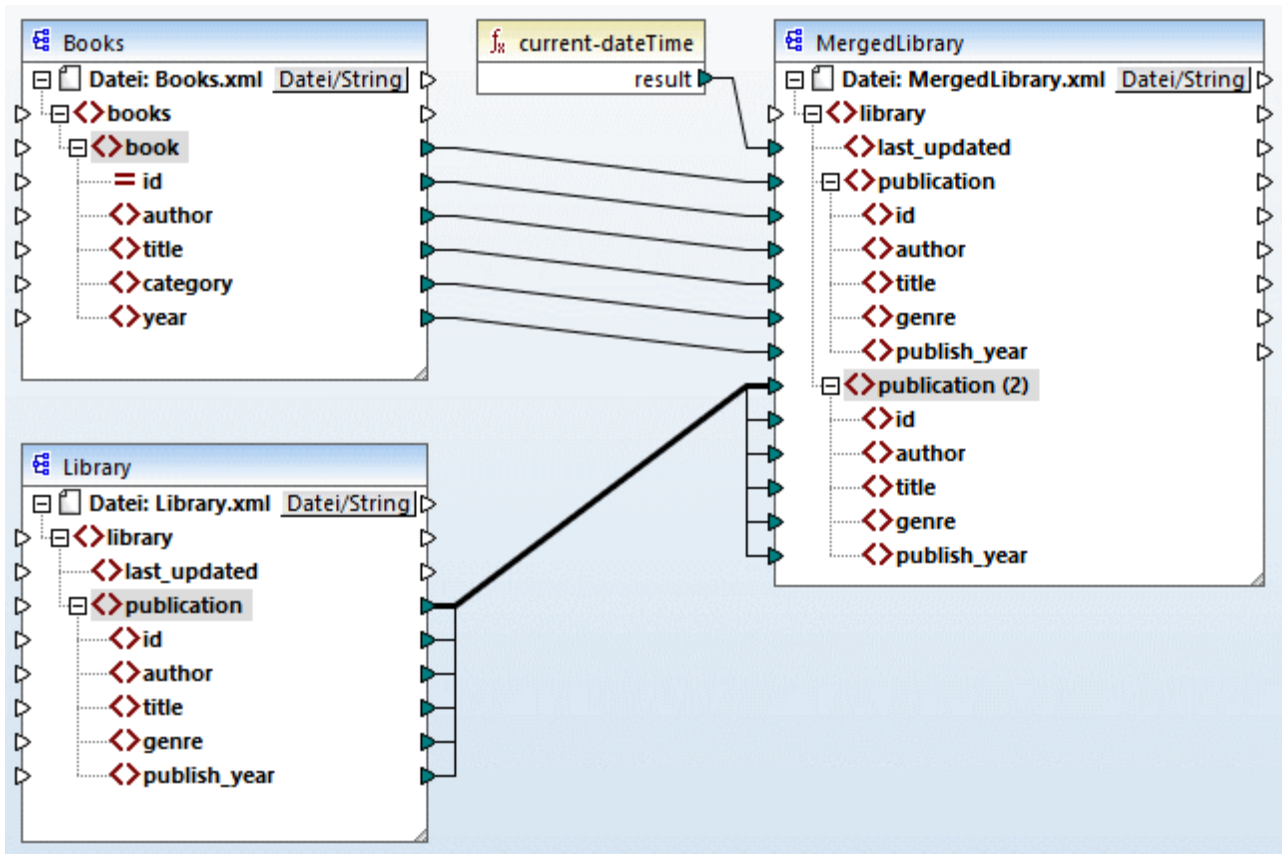 Books
Datei: Books.xml Datei/String
books
book
id
author
title
category
year
current-dateTime
result
MergedLibrary
Datei: MergedLibrary.xml Datei/String
library
last_updated
publication
id
author
title
genre
publish_year
publication (2)
id
author
title
genre
publish_year
Library
Datei: Library.xml Datei/String
library
last_updated
publication
id
author
title
genre
publish_year